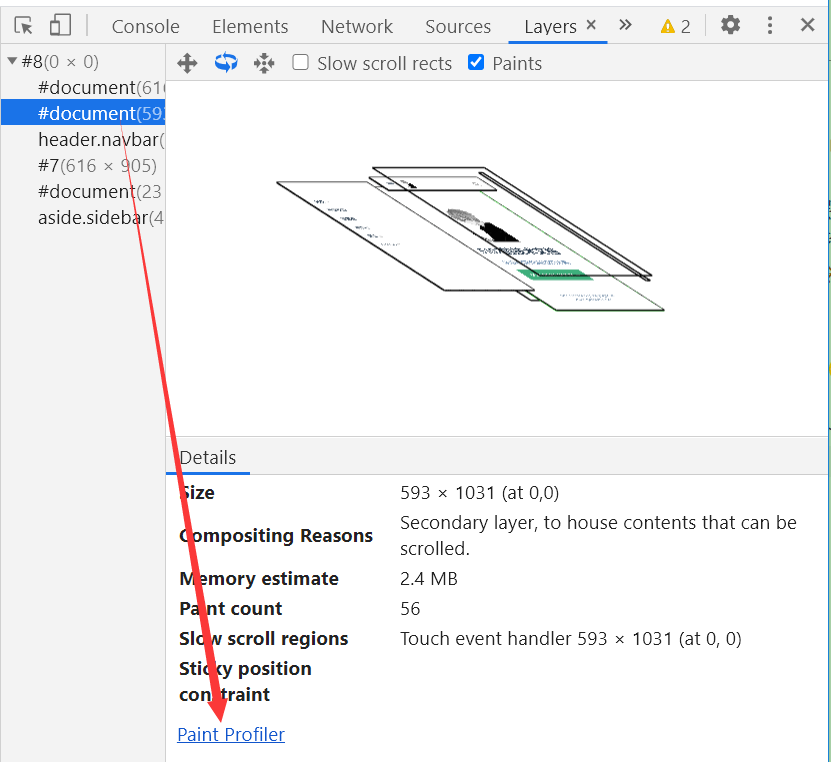 Console Elements Network Sources Layers × » 2
#8(0 × 0)
Slow scroll rects Paints
#document(616
#document(593
header.navbar(
#7(616 × 905)
#document(23
aside.sidebar(4
Details
Size 593 × 1031 (at 0,0)
Compositing Reasons Secondary layer, to house contents that can be
scrolled.
Memory estimate 2.4 MB
Paint count 56
Slow scroll regions Touch event handler 593 × 1031 (at 0, 0)
Sticky position
constraint
Paint Profiler